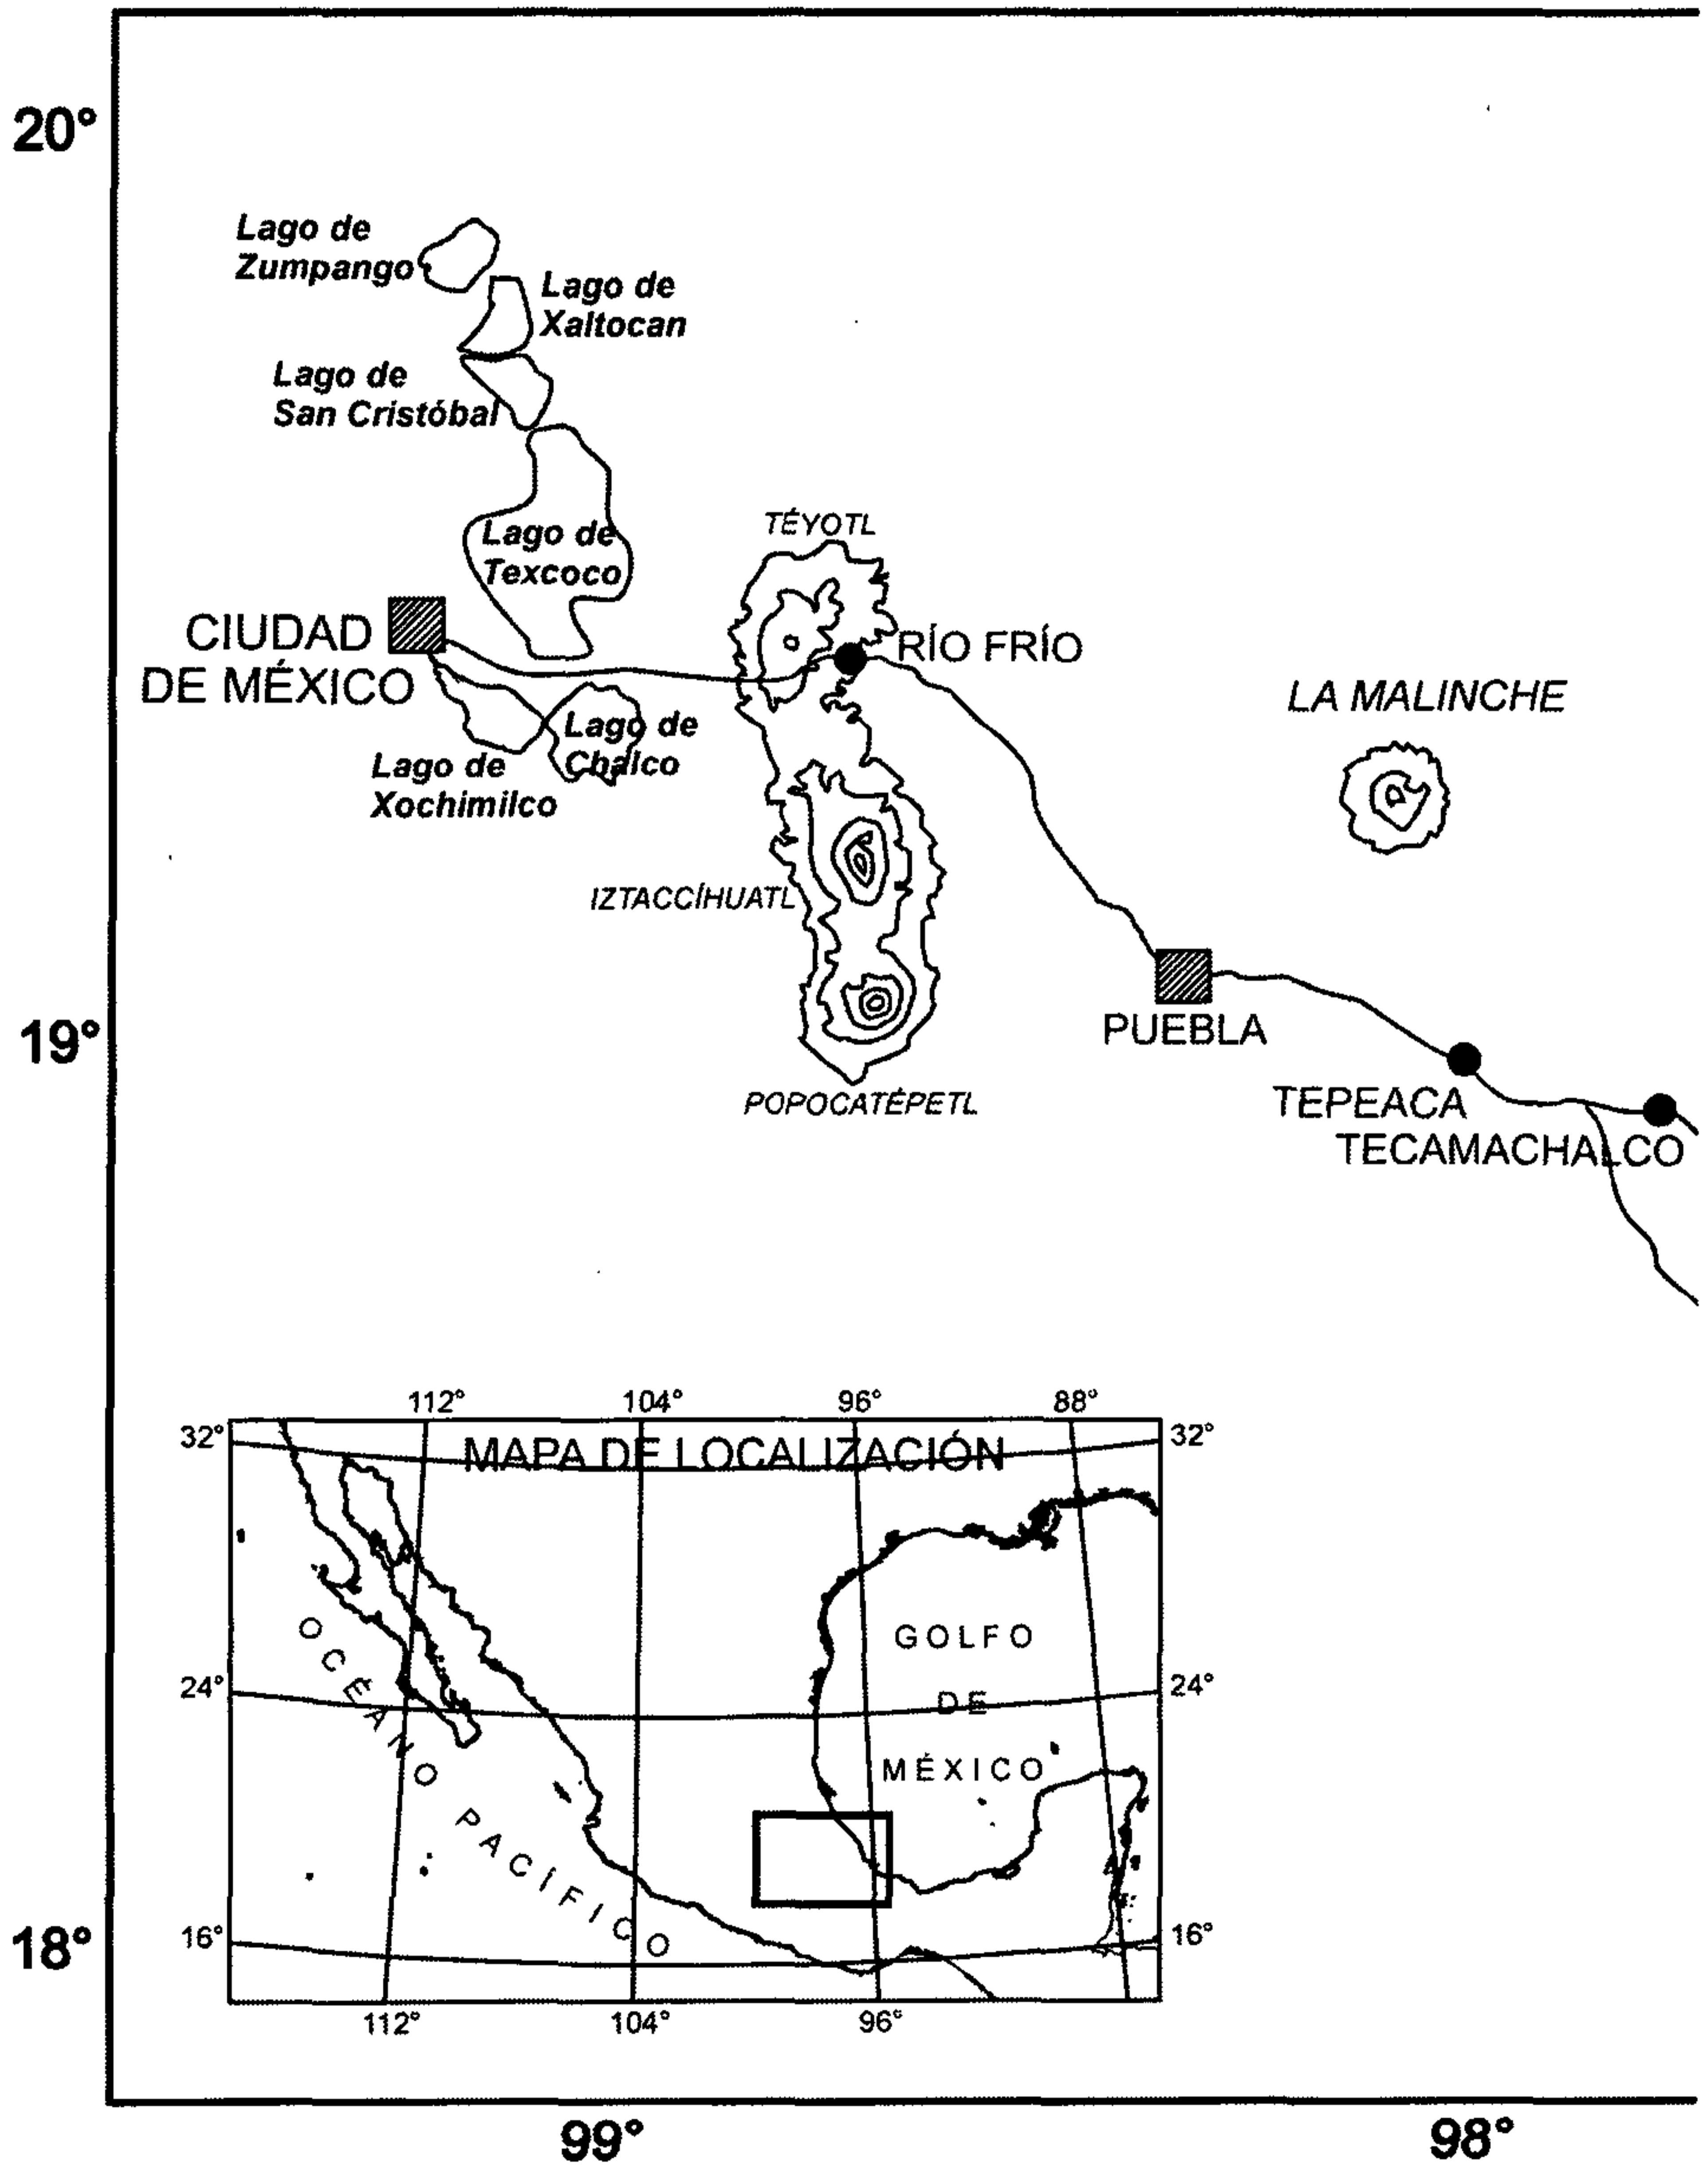 20°
Lago de
Zumpango
Lago de
Xaltocan
Lago de
San Cristóbal
Lago de
Texcoco
TÉYOTL
CIUDAD
DE MÉXICO
RÍO FRÍO
LA MALINCHE
Lago de
Chalco
Lago de
Xochimilco
IZTACCÍHUATL
19°
PUEBLA
POPOCATÉPETL
TEPEACA
TECAMACHALCO
112° 104° 96° 88°
32° 32°
MAPA DE LOCALIZACIÓN
GOLFO
DE
MÉXICO
OCÉANO PACÍFICO
24° 24°
18°
16° 16°
112° 104° 96°
99° 98°